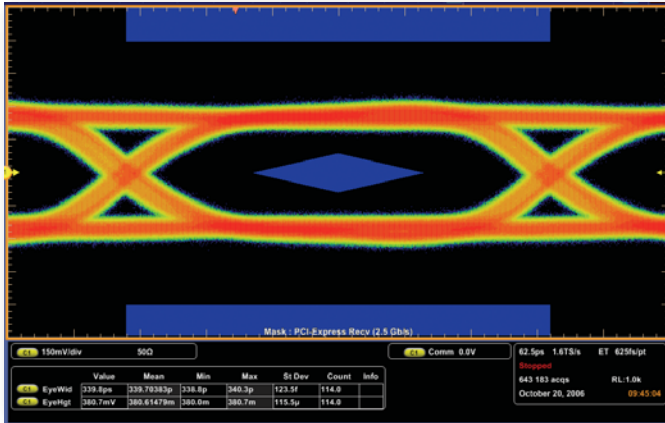 Mask : PCI-Express Recv (2.5 Gb/s)
C1 150mV/div 50Ω
C1 Comm 0.0V
62.5ps 1.6TS/s ET 625fs/pt
Stopped
643 183 acqs RL:1.0k
October 20, 2006 09:45:04
Value Mean Min Max St Dev Count Info
C1 EyeWid 339.8ps 339.70383p 338.8p 340.3p 123.5f 114.0
C1 EyeHgt 380.7mV 380.61479m 380.0m 380.7m 115.5µ 114.0